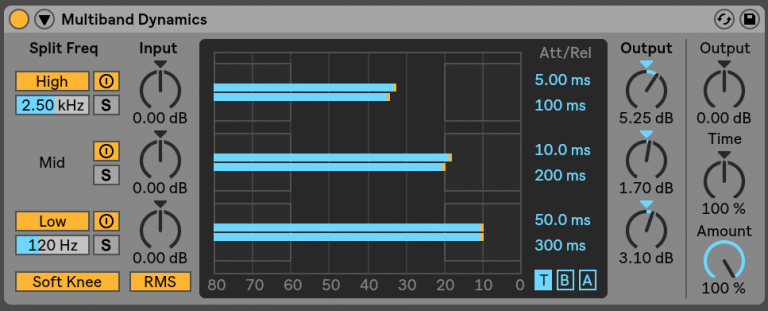 Multiband Dynamics
Split Freq Input Att/Rel Output Output
High 5.00 ms
2.50 kHz S 100 ms
0.00 dB 5.25 dB 0.00 dB
Time
Mid 10.0 ms
S 200 ms
0.00 dB 1.70 dB
100 %
Low 50.0 ms
120 Hz S 300 ms Amount
0.00 dB 3.10 dB
Soft Knee RMS 80 60 50 40 30 20 10 0 T B A 100 %